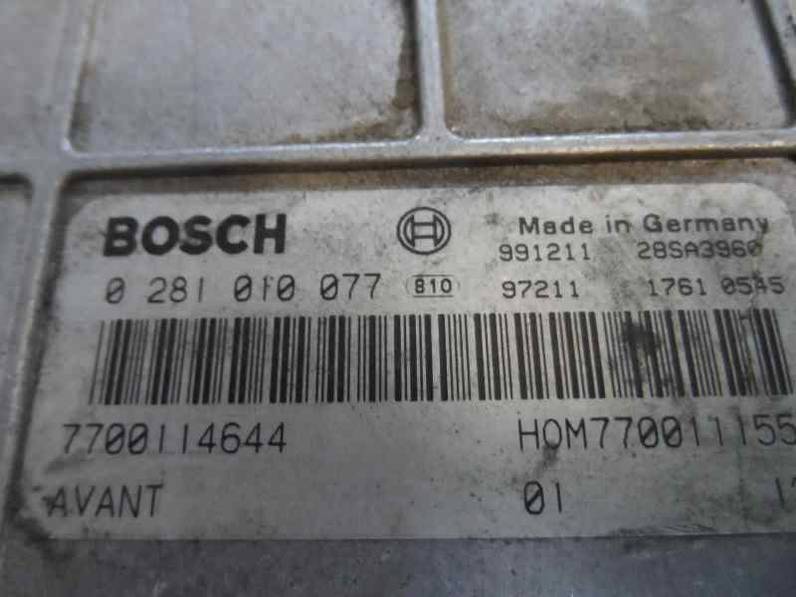 BOSCH Made in Germany
991211 28SA3960
0 281 010 077 810 97211 1761 0545
7700114644 HOM770011155
AVANT 01